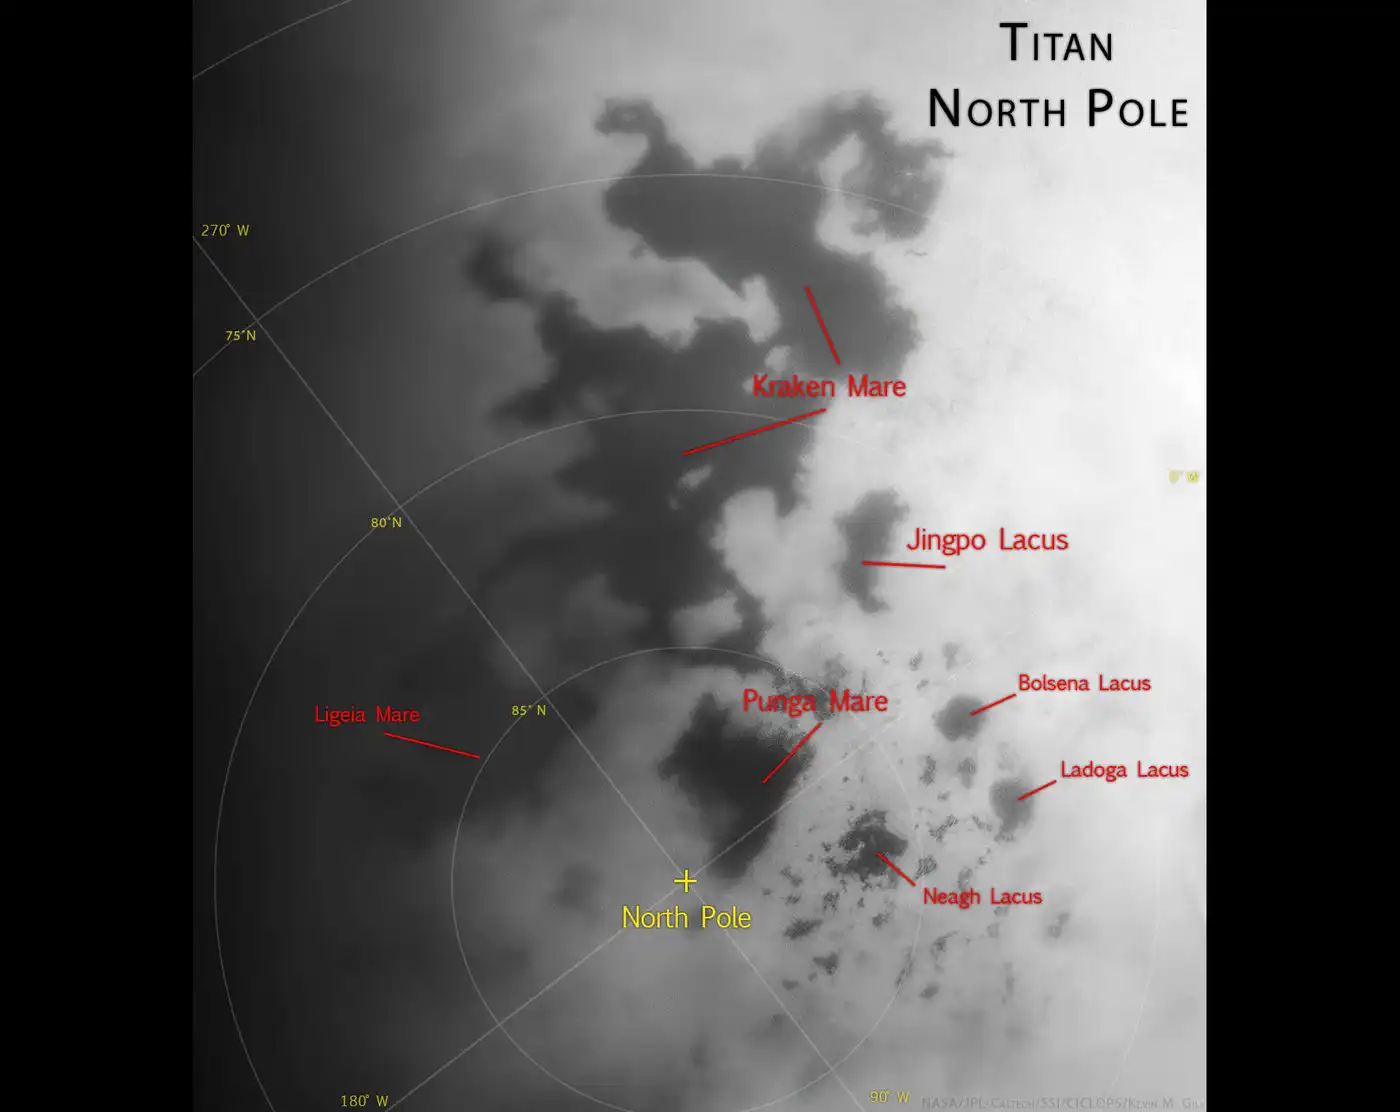 TITAN
NORTH POLE
270° W
75°N
Kraken Mare
0° W
80°N
Jingpo Lacus
Bolsena Lacus
Punga Mare
85° N
Ligeia Mare
Ladoga Lacus
Neagh Lacus
North Pole
180° W
90° W
NASA/JPL-CALTECH/SSI/CICLOPS/KEVIN M.